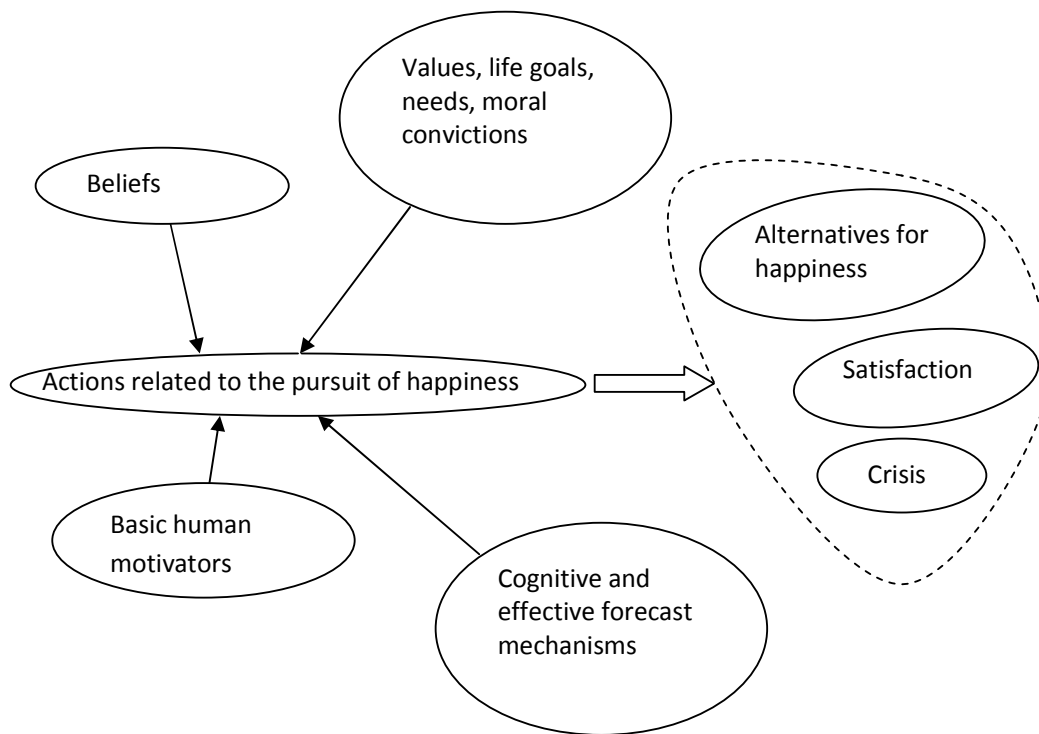 Values, life goals,
needs, moral
convictions
Beliefs
Alternatives for
happiness
Actions related to the pursuit of happiness
Satisfaction
Crisis
Basic human
motivators
Cognitive and
effective forecast
mechanisms